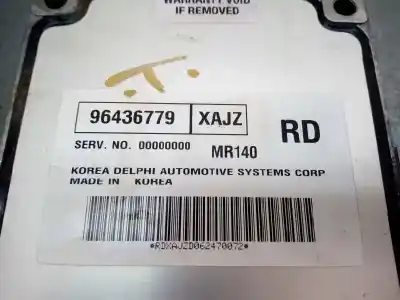 WARRANTY VOID
IF REMOVED
96436779 XAJZ RD
SERV. NO. 00000000 MR140
KOREA DELPHI AUTOMOTIVE SYSTEMS CORP
MADE IN KOREA
*RDXAJZD062470072*